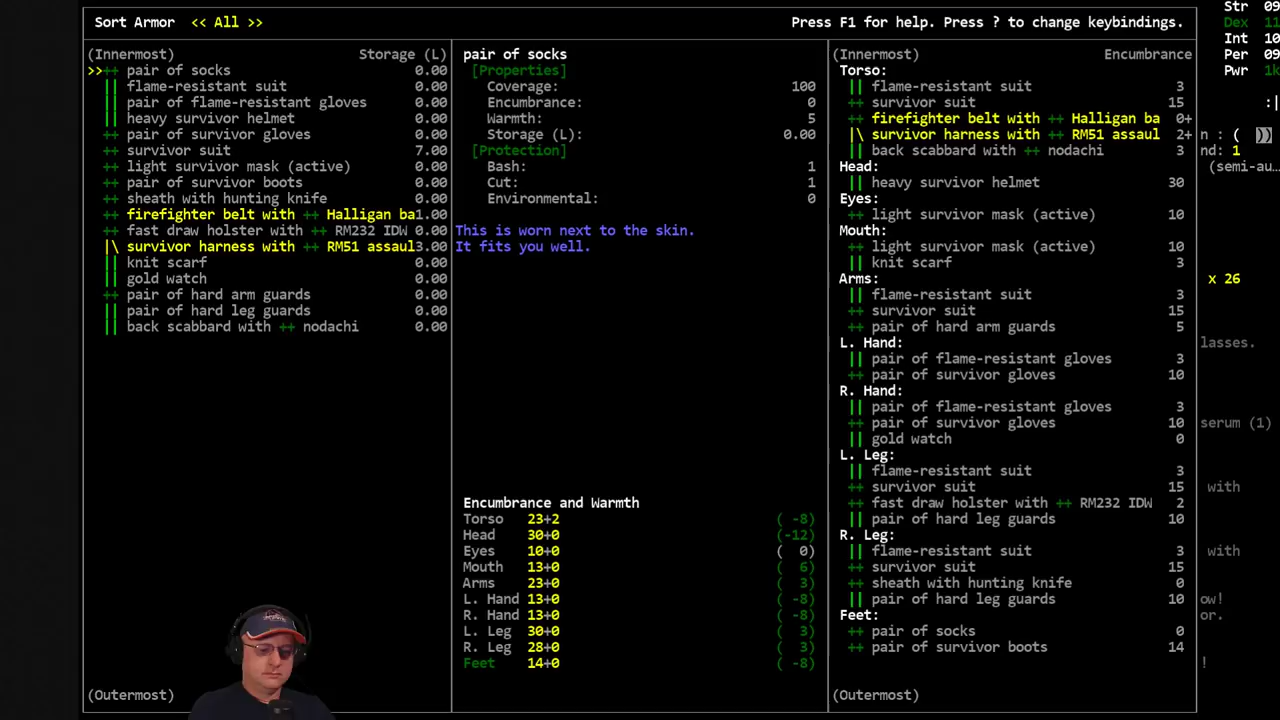 Sort Armor << All >> Press F1 for help. Press ? to change keybindings.
(Innermost) Storage (L)
>>++ pair of socks 0.00
|| flame-resistant suit 0.00
|| pair of flame-resistant gloves 0.00
|| heavy survivor helmet 0.00
++ pair of survivor gloves 0.00
++ survivor suit 7.00
++ light survivor mask (active) 0.00
++ pair of survivor boots 0.00
++ sheath with hunting knife 0.00
++ firefighter belt with ++ Halligan ba1.00
++ fast draw holster with ++ RM232 IDW 0.00
|\ survivor harness with ++ RM51 assaul3.00
|| knit scarf 0.00
|| gold watch 0.00
++ pair of hard arm guards 0.00
|| pair of hard leg guards 0.00
|| back scabbard with ++ nodachi 0.00
(Outermost)
pair of socks
[Properties]
Coverage: 100
Encumbrance: 0
Warmth: 5
Storage (L): 0.00
[Protection]
Bash: 1
Cut: 1
Environmental: 0
This is worn next to the skin.
It fits you well.
Encumbrance and Warmth
Torso 23+2 ( -8)
Head 30+0 (-12)
Eyes 10+0 ( 0)
Mouth 13+0 ( 6)
Arms 23+0 ( 3)
L. Hand 13+0 ( -8)
R. Hand 13+0 ( -8)
L. Leg 30+0 ( 3)
R. Leg 28+0 ( 3)
Feet 14+0 ( -8)
(Innermost) Encumbrance
Torso:
|| flame-resistant suit 3
++ survivor suit 15
++ firefighter belt with ++ Halligan ba 0+
|\ survivor harness with ++ RM51 assaul 2+
|| back scabbard with ++ nodachi 3
Head:
|| heavy survivor helmet 30
Eyes:
++ light survivor mask (active) 10
Mouth:
++ light survivor mask (active) 10
|| knit scarf 3
Arms:
|| flame-resistant suit 3
++ survivor suit 15
++ pair of hard arm guards 5
L. Hand:
|| pair of flame-resistant gloves 3
++ pair of survivor gloves 10
R. Hand:
|| pair of flame-resistant gloves 3
++ pair of survivor gloves 10
|| gold watch 0
L. Leg:
|| flame-resistant suit 3
++ survivor suit 15
++ fast draw holster with ++ RM232 IDW 2
|| pair of hard leg guards 10
R. Leg:
|| flame-resistant suit 3
++ survivor suit 15
++ sheath with hunting knife 0
|| pair of hard leg guards 10
Feet:
++ pair of socks 0
++ pair of survivor boots 14
(Outermost)
Str 09
Dex 11
Int 10
Per 09
Pwr 1k
:|
n : ( ))
nd: 1
(semi-au…
x 26
lasses.
serum (1)
with
with
ow!
or.
!